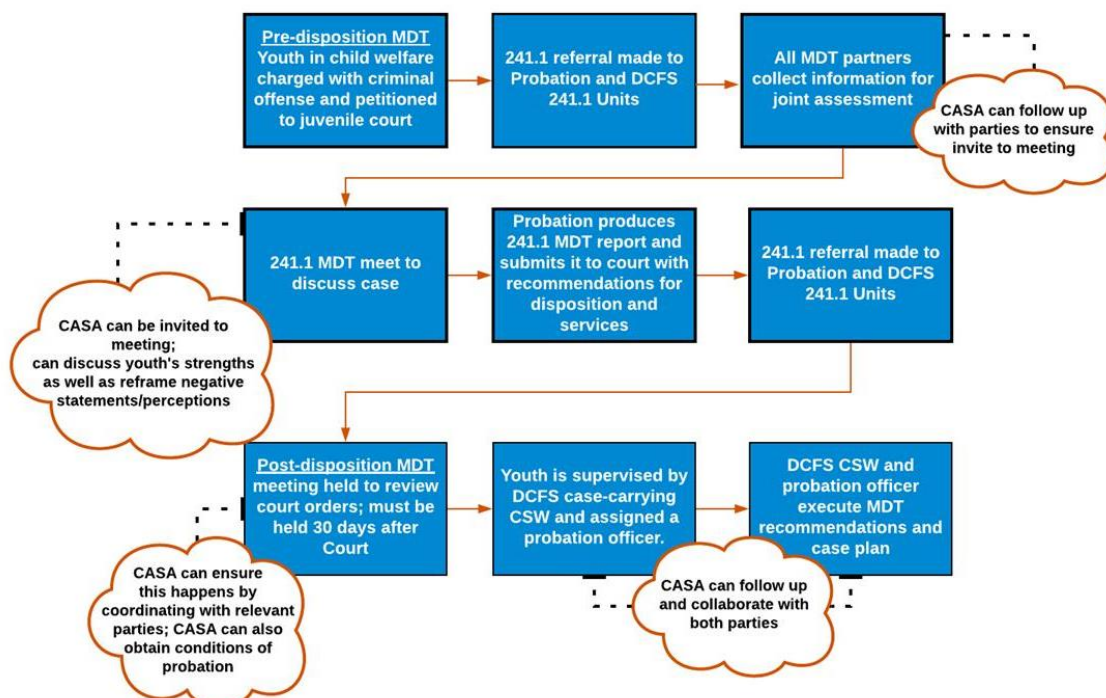 Pre-disposition MDT
Youth in child welfare
charged with criminal
offense and petitioned
to juvenile court
241.1 referral made to
Probation and DCFS
241.1 Units
All MDT partners
collect information for
joint assessment
CASA can follow up
with parties to ensure
invite to meeting
241.1 MDT meet to
discuss case
Probation produces
241.1 MDT report and
submits it to court with
recommendations for
disposition and
services
241.1 referral made to
Probation and DCFS
241.1 Units
CASA can be invited to
meeting;
can discuss youth's strengths
as well as reframe negative
statements/perceptions
Post-disposition MDT
meeting held to review
court orders; must be
held 30 days after
Court
Youth is supervised by
DCFS case-carrying
CSW and assigned a
probation officer.
DCFS CSW and
probation officer
execute MDT
recommendations and
case plan
CASA can ensure
this happens by
coordinating with relevant
parties; CASA can also
obtain conditions of
probation
CASA can follow up
and collaborate with
both parties